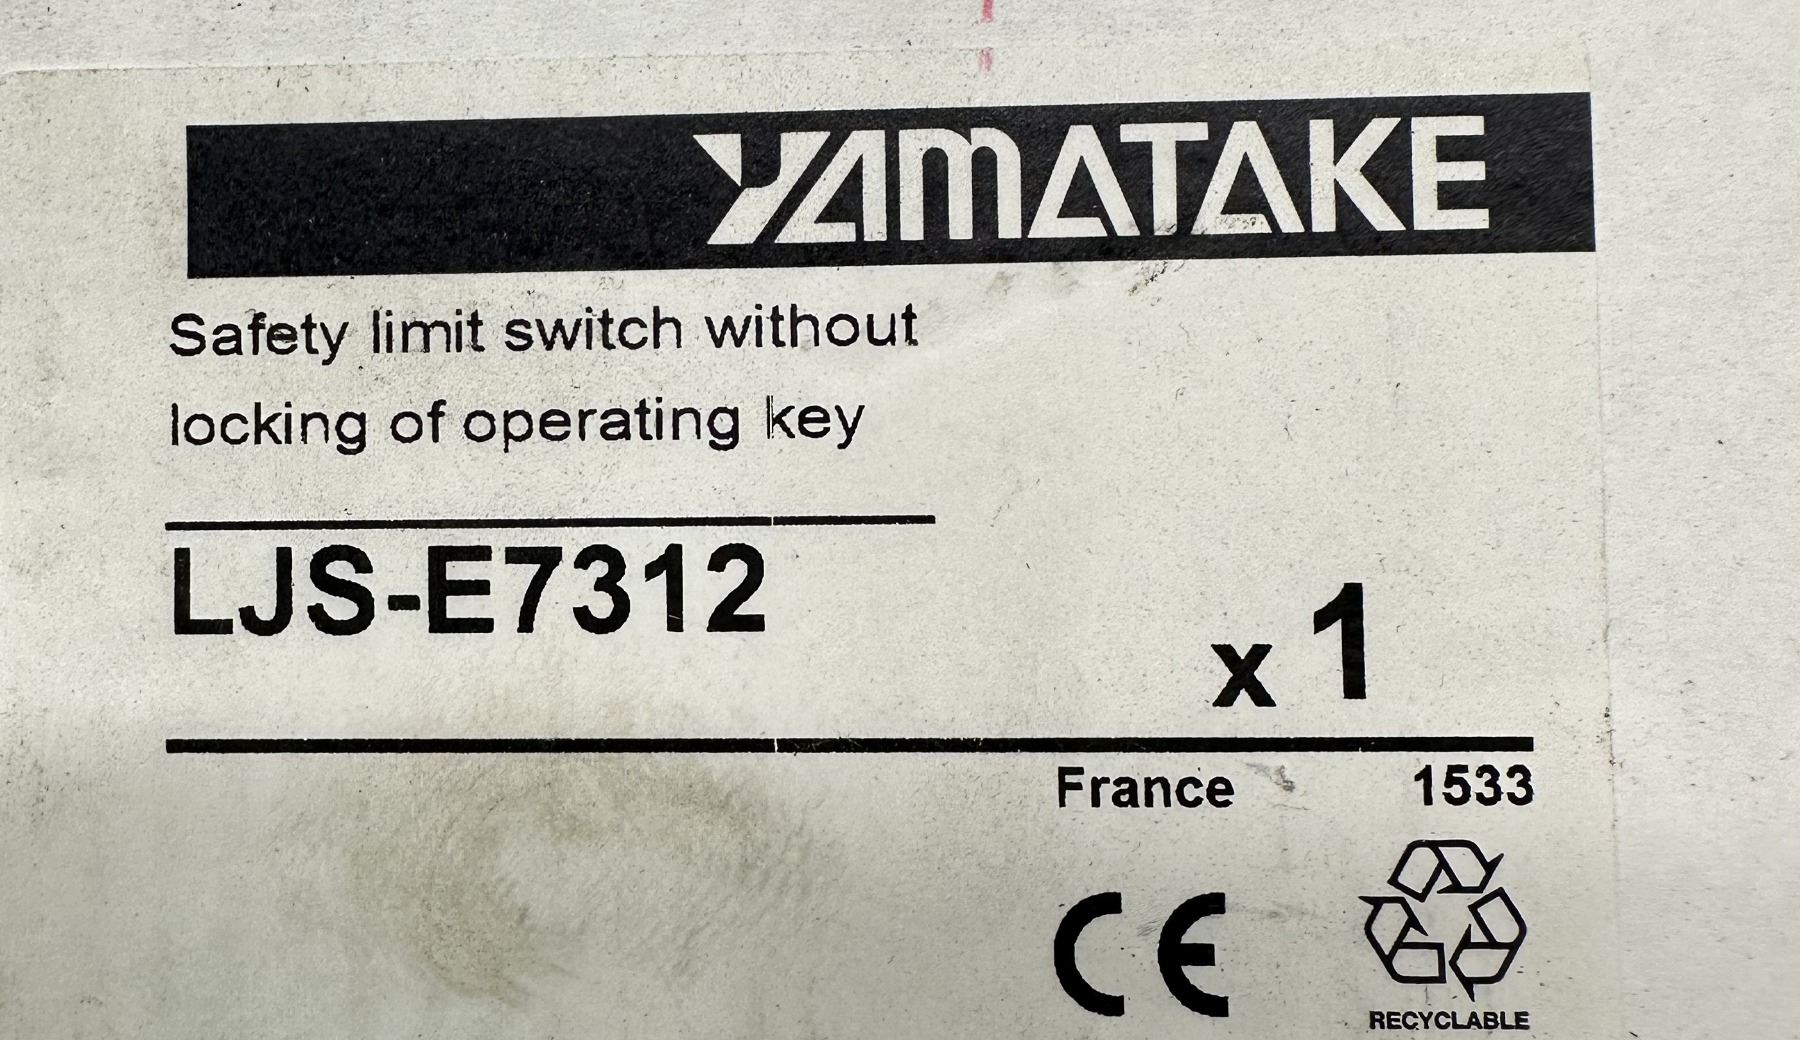 YAMATAKE
Safety limit switch without
locking of operating key
LJS-E7312
x 1
France 1533
CE
RECYCLABLE